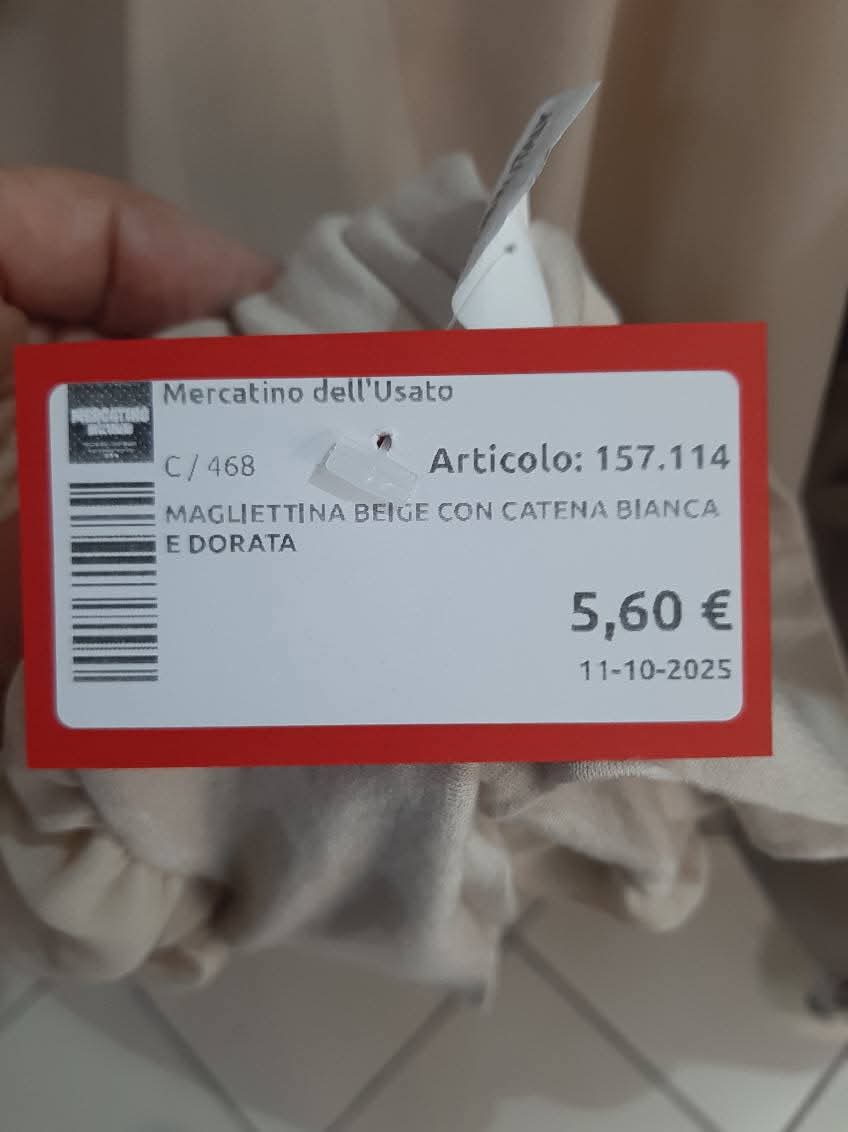 Mercatino dell'Usato
C / 468
Articolo: 157.114
MAGLIETTINA BEIGE CON CATENA BIANCA
E DORATA
5,60 €
11-10-2025